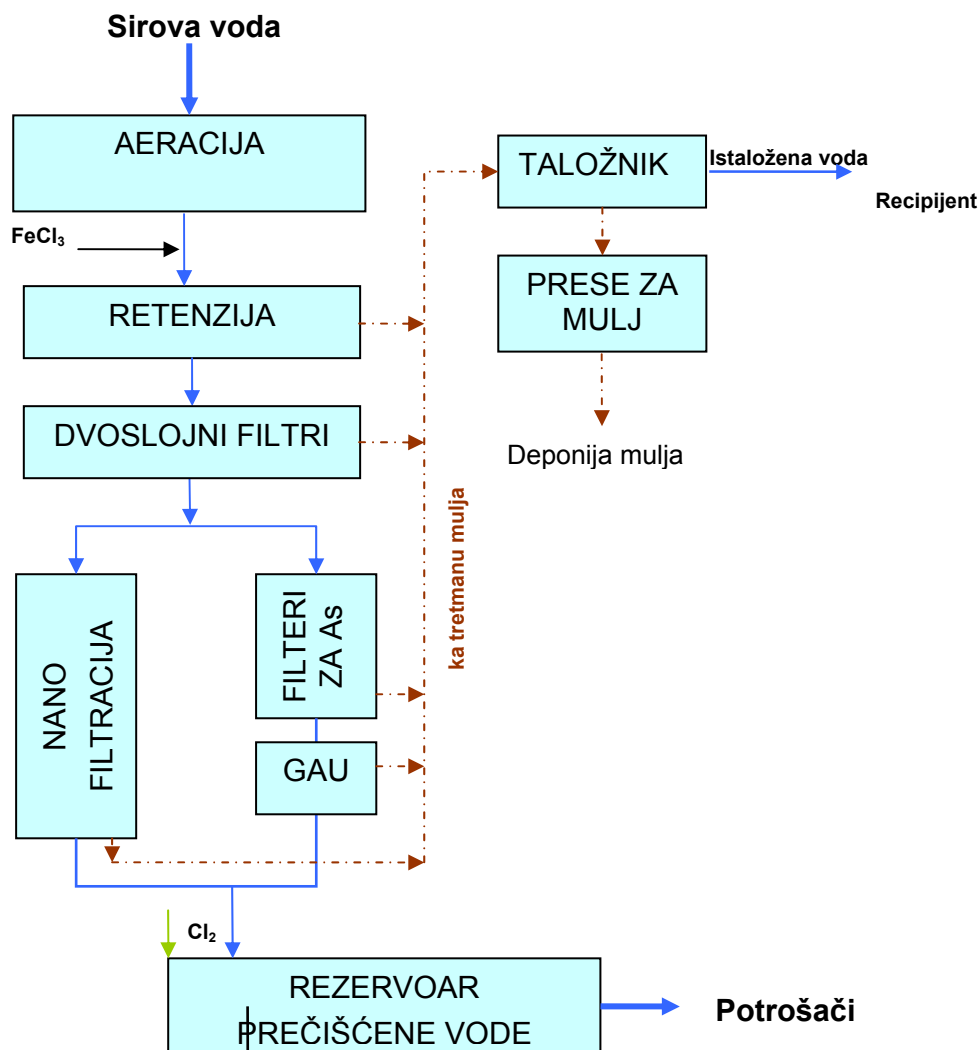 Sirova voda
AERACIJA
FeCl₃
RETENZIJA
DVOSLOJNI FILTRI
NANO
FILTRACIJA
FILTERI
ZA As
GAU
Cl₂
REZERVOAR
PREČIŠĆENE VODE
Potrošači
ka tretmanu mulja
TALOŽNIK
Istaložena voda
Recipijent
PRESE ZA
MULJ
Deponija mulja